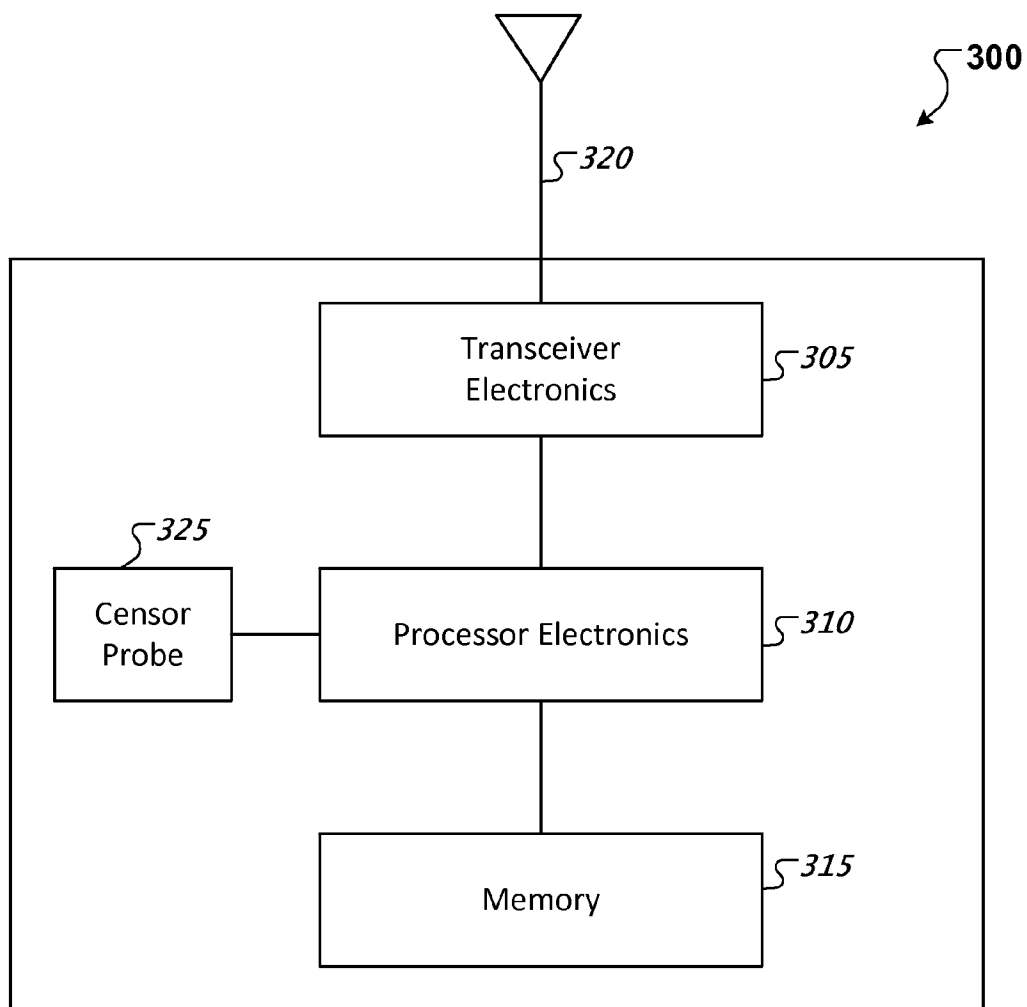 300
320
Transceiver
Electronics
305
325
Censor
Probe
Processor Electronics
310
Memory
315